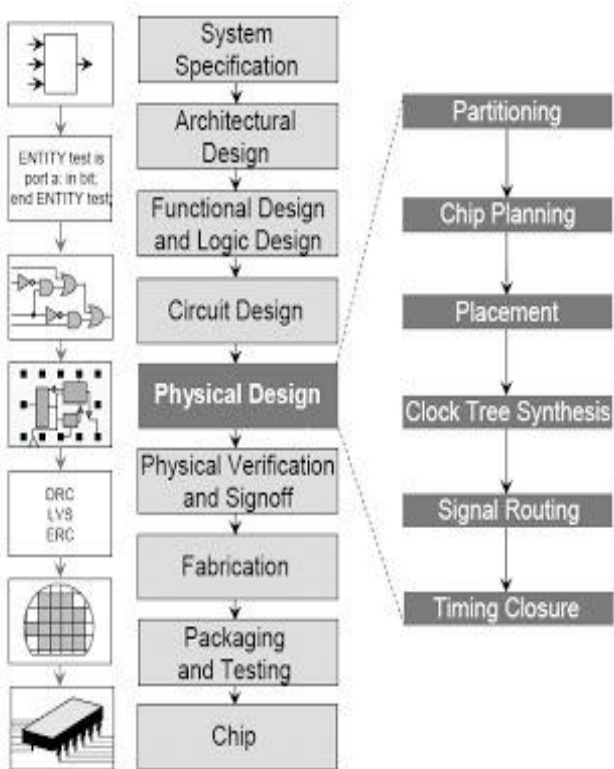 System
Specification
Architectural
Design
Functional Design
and Logic Design
Circuit Design
Physical Design
Physical Verification
and Signoff
Fabrication
Packaging
and Testing
Chip
ENTITY test is
port a: in bit;
end ENTITY test;
DRC
LVS
ERC
Partitioning
Chip Planning
Placement
Clock Tree Synthesis
Signal Routing
Timing Closure